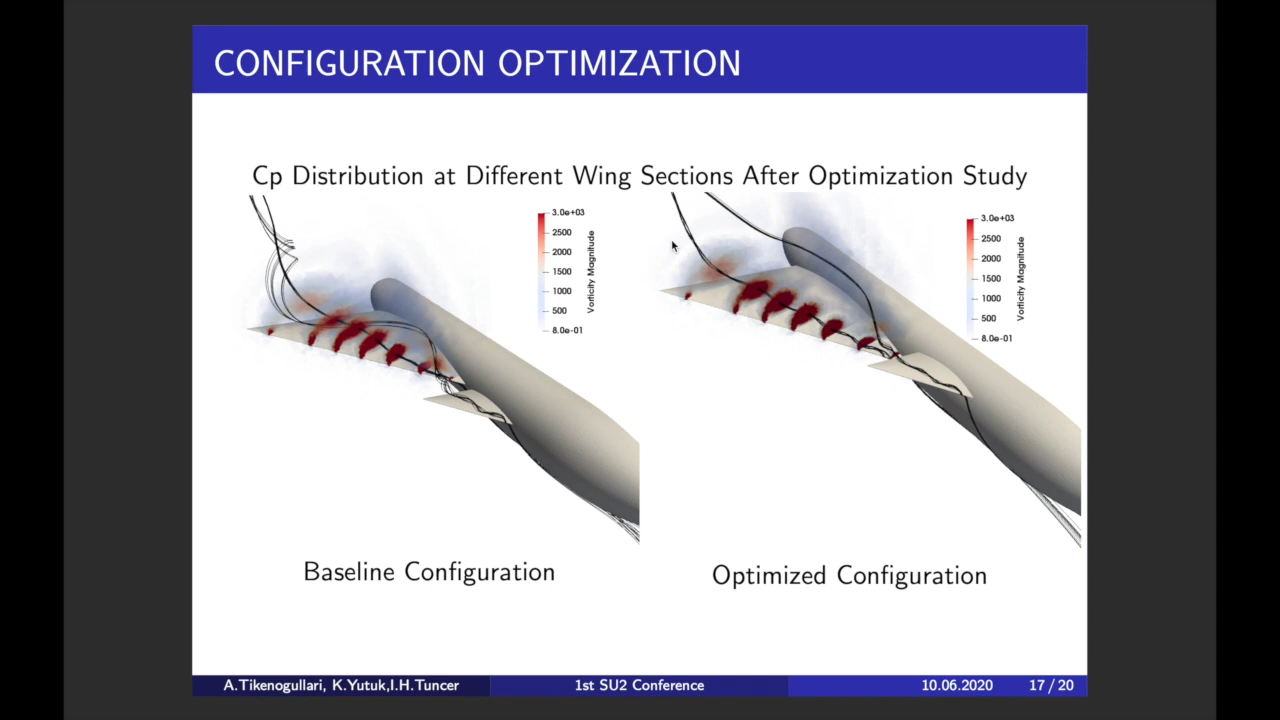 CONFIGURATION OPTIMIZATION
Cp Distribution at Different Wing Sections After Optimization Study
3.0e+03
2500
2000
1500
1000
500
8.0e-01
Vorticity Magnitude
3.0e+03
2500
2000
1500
1000
500
8.0e-01
Vorticity Magnitude
Baseline Configuration
Optimized Configuration
A.Tikenogullari, K.Yutuk,I.H.Tuncer
1st SU2 Conference
10.06.2020
17 / 20